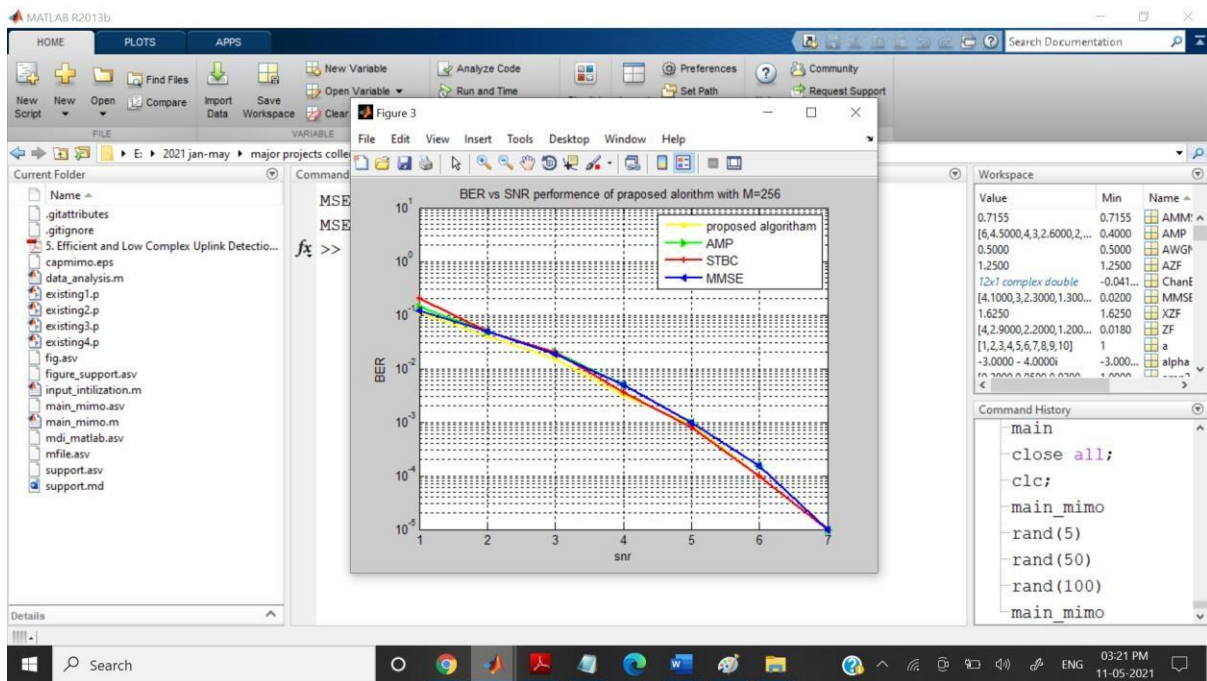 MATLAB R2013b
HOME PLOTS APPS
Search Documentation
New Script
New
Open
Find Files
Compare
Import Data
Save Workspace
New Variable
Open Variable
Clear
Analyze Code
Run and Time
Preferences
Set Path
Community
Request Support
FILE
VARIABLE
E: ▸ 2021 jan-may ▸ major projects colle
Current Folder
Name
.gitattributes
.gitignore
5. Efficient and Low Complex Uplink Detectio...
capmimo.eps
data_analysis.m
existing1.p
existing2.p
existing3.p
existing4.p
fig.asv
figure_support.asv
input_intilization.m
main_mimo.asv
main_mimo.m
mdi_matlab.asv
mfile.asv
support.asv
support.md
Details
Command
MSE
MSE
fx >>
Figure 3
File Edit View Insert Tools Desktop Window Help
BER vs SNR performence of praposed alorithm with M=256
proposed algoritham
AMP
STBC
MMSE
10^1
10^0
10^-1
10^-2
10^-3
10^-4
10^-5
BER
1 2 3 4 5 6 7
snr
Workspace
Value Min Name
0.7155 0.7155 AMM
[6,4.5000,4,3,2.6000,2,... 0.4000 AMP
0.5000 0.5000 AWG
1.2500 1.2500 AZF
12x1 complex double -0.041... ChanE
[4.1000,3,2.3000,1.300... 0.0200 MMSE
1.6250 1.6250 XZF
[4,2.9000,2.2000,1.200... 0.0180 ZF
[1,2,3,4,5,6,7,8,9,10] 1 a
-3.0000 - 4.0000i -3.000... alpha
Command History
main
close all;
clc;
main_mimo
rand(5)
rand(50)
rand(100)
main_mimo
Search
ENG
03:21 PM
11-05-2021